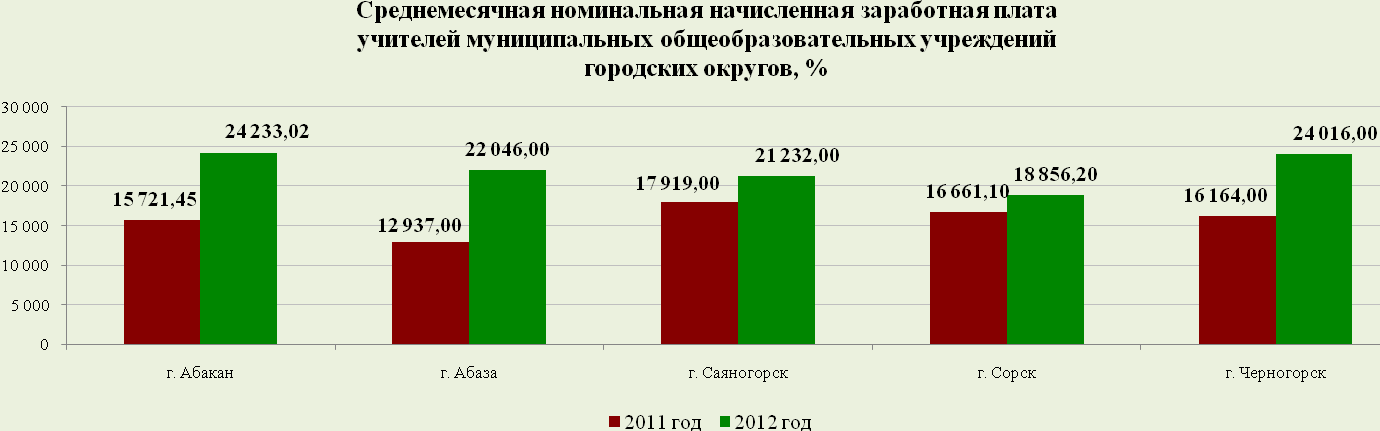 Среднемесячная номинальная начисленная заработная плата
учителей муниципальных общеобразовательных учреждений
городских округов, %
30 000
25 000
20 000
15 000
10 000
5 000
0
15 721,45
24 233,02
12 937,00
22 046,00
17 919,00
21 232,00
16 661,10
18 856,20
16 164,00
24 016,00
г. Абакан
г. Абаза
г. Саяногорск
г. Сорск
г. Черногорск
2011 год
2012 год